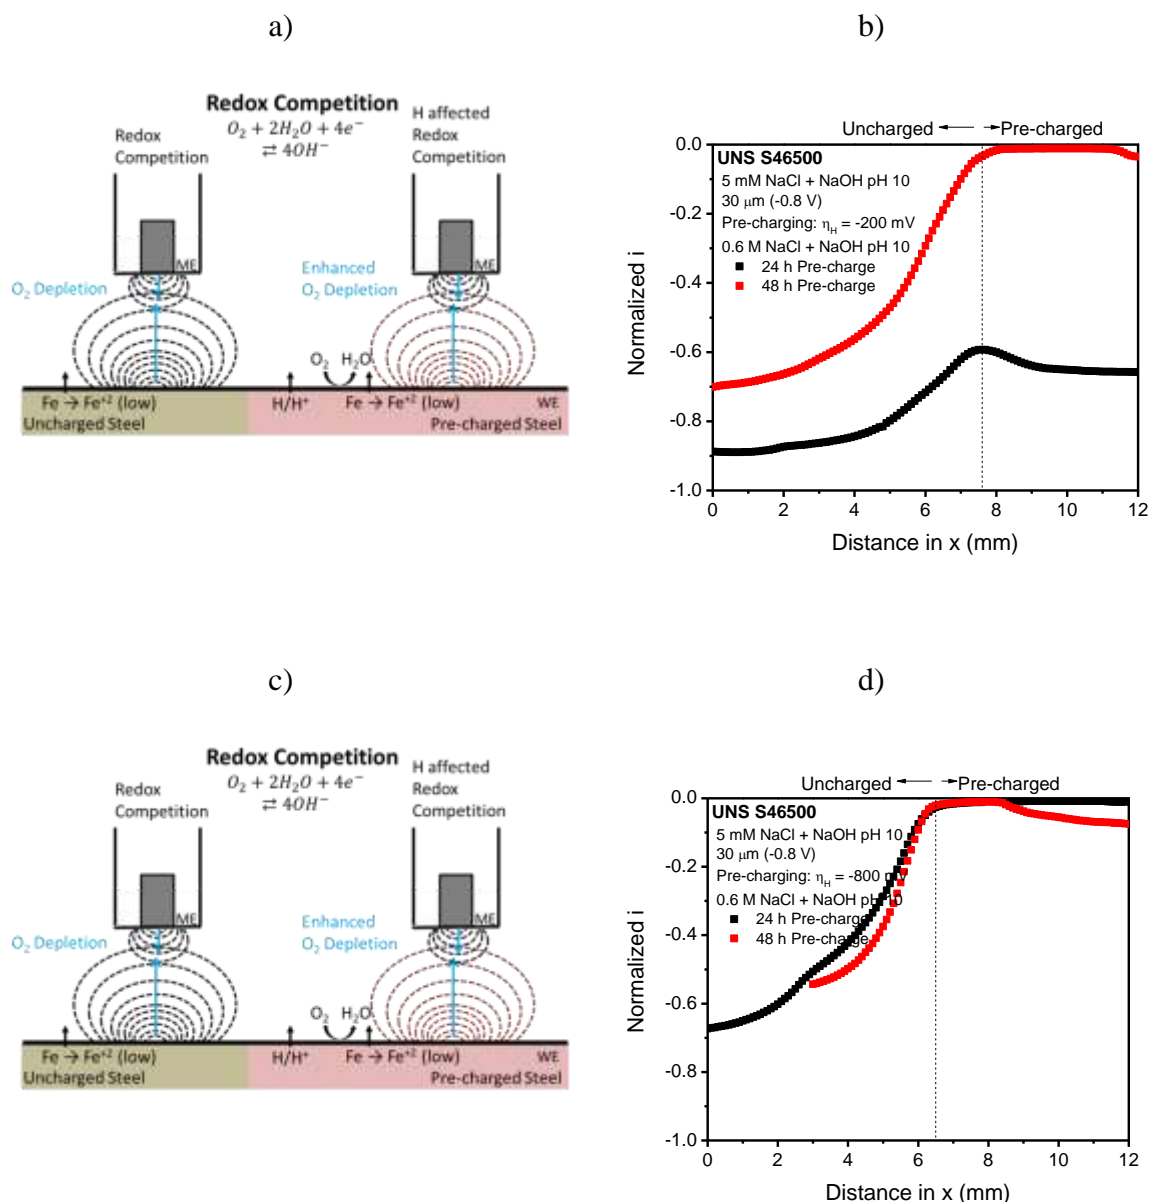 a)
Redox Competition
O₂ + 2H₂O + 4e⁻
⇄ 4OH⁻
Redox
Competition
H affected
Redox
Competition
ME
ME
O₂ Depletion
Enhanced
O₂ Depletion
O₂ H₂O
Fe → Fe⁺² (low)
H/H⁺
Fe → Fe⁺² (low)
WE
Uncharged Steel
Pre-charged Steel
b)
Uncharged
Pre-charged
UNS S46500
5 mM NaCl + NaOH pH 10
30 μm (-0.8 V)
Pre-charging: η_H = -200 mV
0.6 M NaCl + NaOH pH 10
24 h Pre-charge
48 h Pre-charge
Normalized i
0.0
-0.2
-0.4
-0.6
-0.8
-1.0
0 2 4 6 8 10 12
Distance in x (mm)
c)
Redox Competition
O₂ + 2H₂O + 4e⁻
⇄ 4OH⁻
Redox
Competition
H affected
Redox
Competition
ME
ME
O₂ Depletion
Enhanced
O₂ Depletion
O₂ H₂O
Fe → Fe⁺² (low)
H/H⁺
Fe → Fe⁺² (low)
WE
Uncharged Steel
Pre-charged Steel
d)
Uncharged
Pre-charged
UNS S46500
5 mM NaCl + NaOH pH 10
30 μm (-0.8 V)
Pre-charging: η_H = -800 mV
0.6 M NaCl + NaOH pH 10
24 h Pre-charge
48 h Pre-charge
Normalized i
0.0
-0.2
-0.4
-0.6
-0.8
-1.0
0 2 4 6 8 10 12
Distance in x (mm)